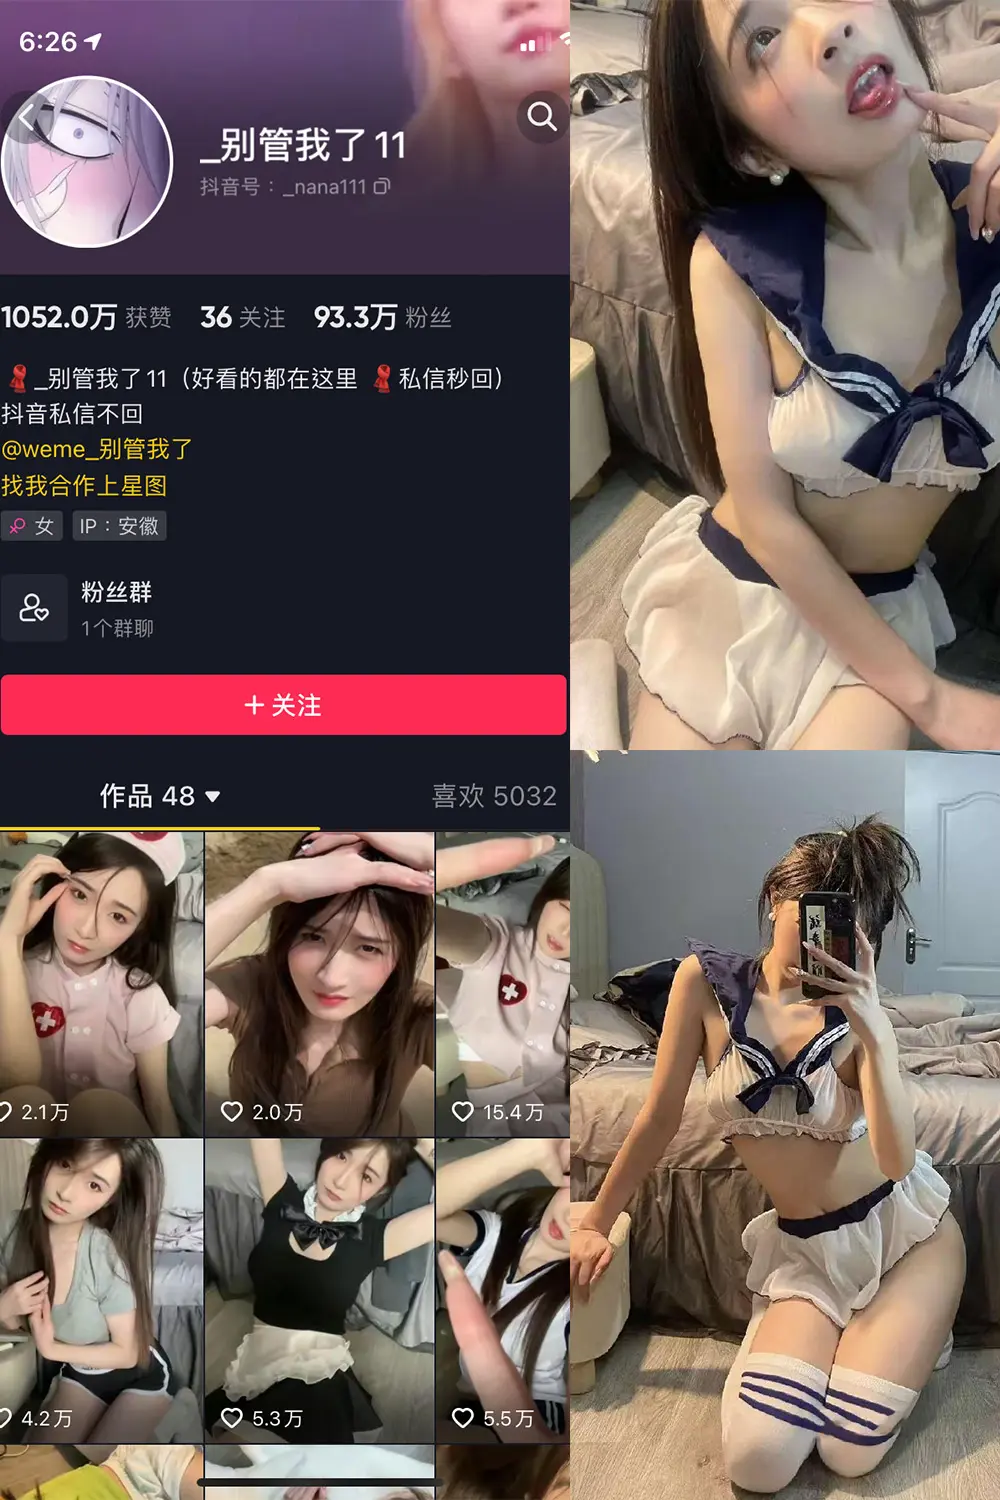 6:26
_别管我了 11
抖音号：_nana111
1052.0万 获赞 36 关注 93.3万 粉丝
_别管我了 11（好看的都在这里 私信秒回）
抖音私信不回
@weme_别管我了
找我合作上星图
女 IP：安徽
粉丝群
1个群聊
+ 关注
作品 48 喜欢 5032
2.1万 2.0万 15.4万
4.2万 5.3万 5.5万